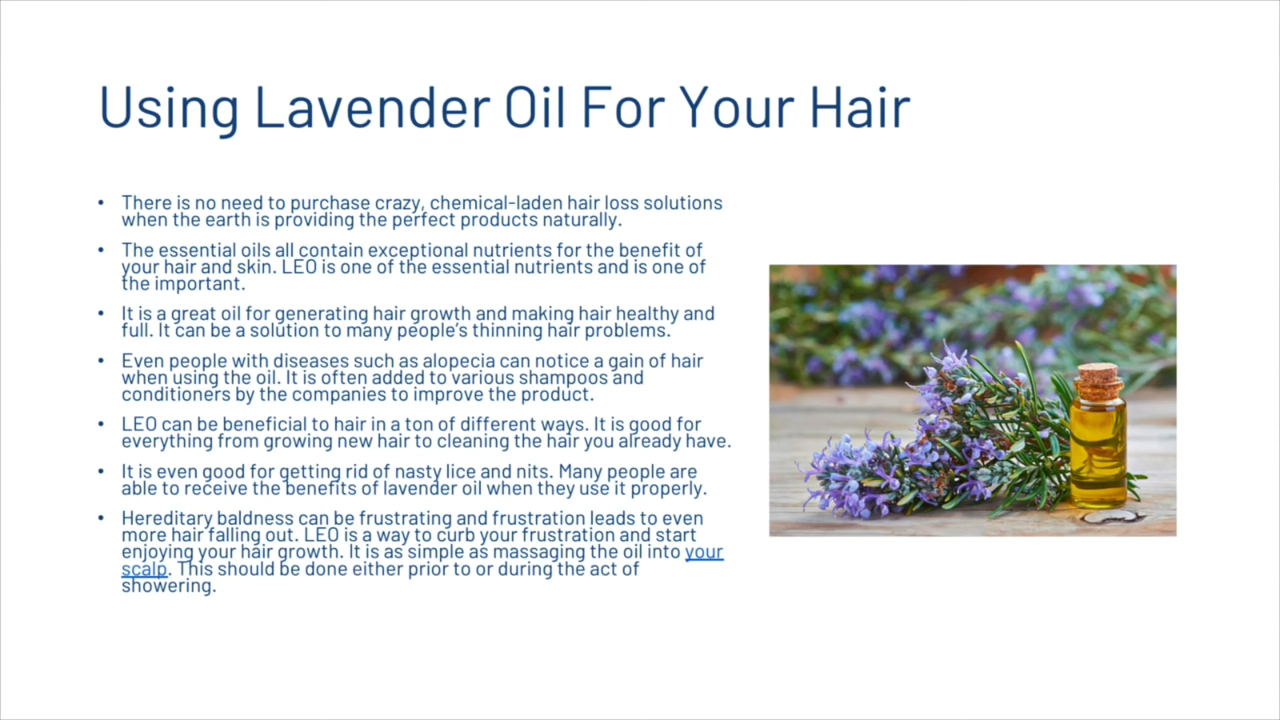 Using Lavender Oil For Your Hair
• There is no need to purchase crazy, chemical-laden hair loss solutions
when the earth is providing the perfect products naturally.
• The essential oils all contain exceptional nutrients for the benefit of
your hair and skin. LEO is one of the essential nutrients and is one of
the important.
• It is a great oil for generating hair growth and making hair healthy and
full. It can be a solution to many people's thinning hair problems.
• Even people with diseases such as alopecia can notice a gain of hair
when using the oil. It is often added to various shampoos and
conditioners by the companies to improve the product.
• LEO can be beneficial to hair in a ton of different ways. It is good for
everything from growing new hair to cleaning the hair you already have.
• It is even good for getting rid of nasty lice and nits. Many people are
able to receive the benefits of lavender oil when they use it properly.
• Hereditary baldness can be frustrating and frustration leads to even
more hair falling out. LEO is a way to curb your frustration and start
enjoying your hair growth. It is as simple as massaging the oil into your
scalp. This should be done either prior to or during the act of
showering.